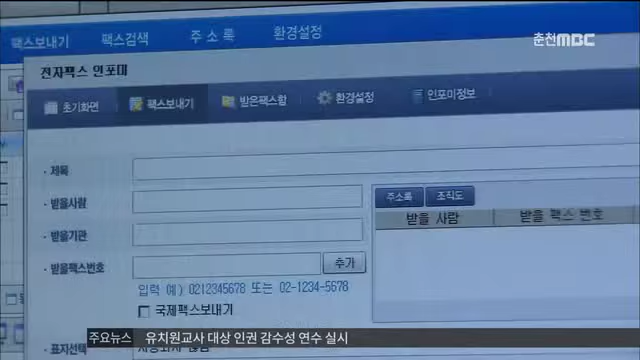 팩스보내기 팩스검색 주 소 록 환경설정
춘천MBC
전자팩스 인포미
초기화면 팩스보내기 받은팩스함 환경설정 인포미정보
· 제목
· 받을사람
주소록 조직도
받을 사람 받을 팩스 번호
· 받을기관
· 받을팩스번호 추가
입력 예) 0212345678 또는 02-1234-5678
국제팩스보내기
주요뉴스 유치원교사 대상 인권 감수성 연수 실시
· 표지선택